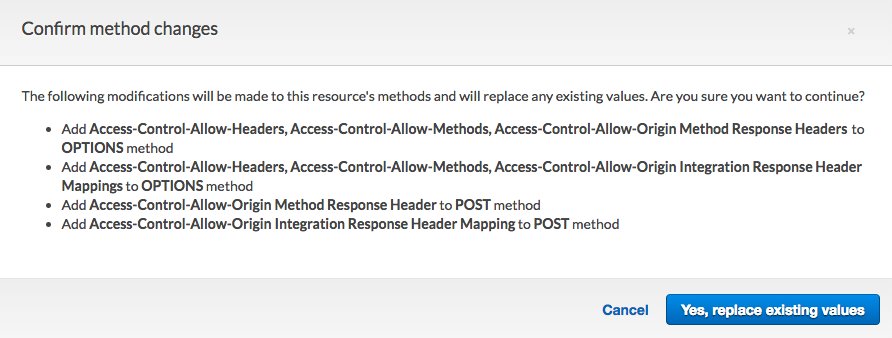 Confirm method changes
×
The following modifications will be made to this resource's methods and will replace any existing values. Are you sure you want to continue?
• Add Access-Control-Allow-Headers, Access-Control-Allow-Methods, Access-Control-Allow-Origin Method Response Headers to
OPTIONS method
• Add Access-Control-Allow-Headers, Access-Control-Allow-Methods, Access-Control-Allow-Origin Integration Response Header
Mappings to OPTIONS method
• Add Access-Control-Allow-Origin Method Response Header to POST method
• Add Access-Control-Allow-Origin Integration Response Header Mapping to POST method
Cancel
Yes, replace existing values